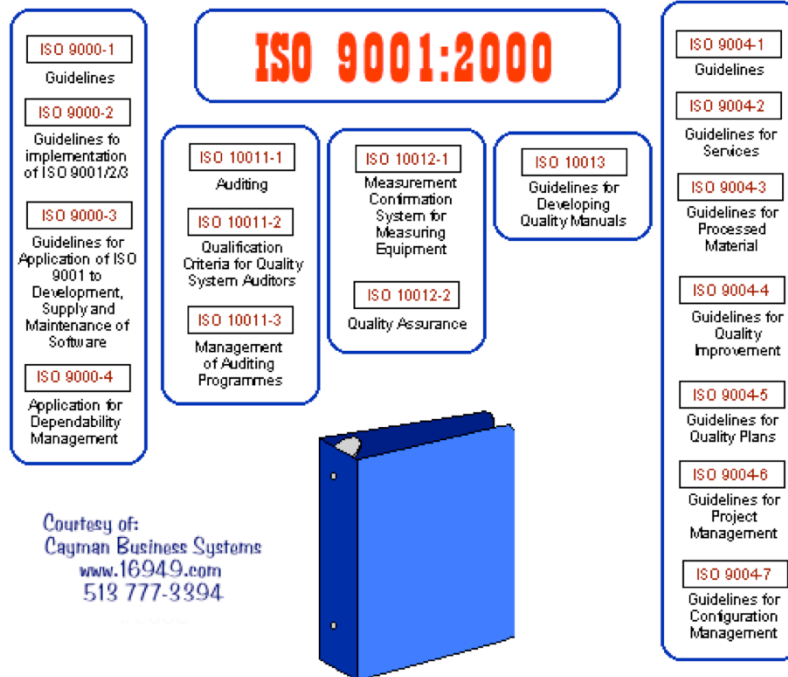 ISO 9001:2000
ISO 9000-1
Guidelines
ISO 9000-2
Guidelines fo
implementation
of ISO 9001/2/3
ISO 9000-3
Guidelines for
Application of ISO
9001 to
Development,
Supply and
Maintenance of
Software
ISO 9000-4
Application for
Dependability
Management
ISO 10011-1
Auditing
ISO 10011-2
Qualification
Criteria for Quality
System Auditors
ISO 10011-3
Management
of Auditing
Programmes
ISO 10012-1
Measurement
Confirmation
System for
Measuring
Equipment
ISO 10012-2
Quality Assurance
ISO 10013
Guidelines for
Developing
Quality Manuals
ISO 9004-1
Guidelines
ISO 9004-2
Guidelines for
Services
ISO 9004-3
Guidelines for
Processed
Material
ISO 9004-4
Guidelines for
Quality
Improvement
ISO 9004-5
Guidelines for
Quality Plans
ISO 9004-6
Guidelines for
Project
Management
ISO 9004-7
Guidelines for
Configuration
Management
Courtesy of:
Cayman Business Systems
www.16949.com
513 777-3394